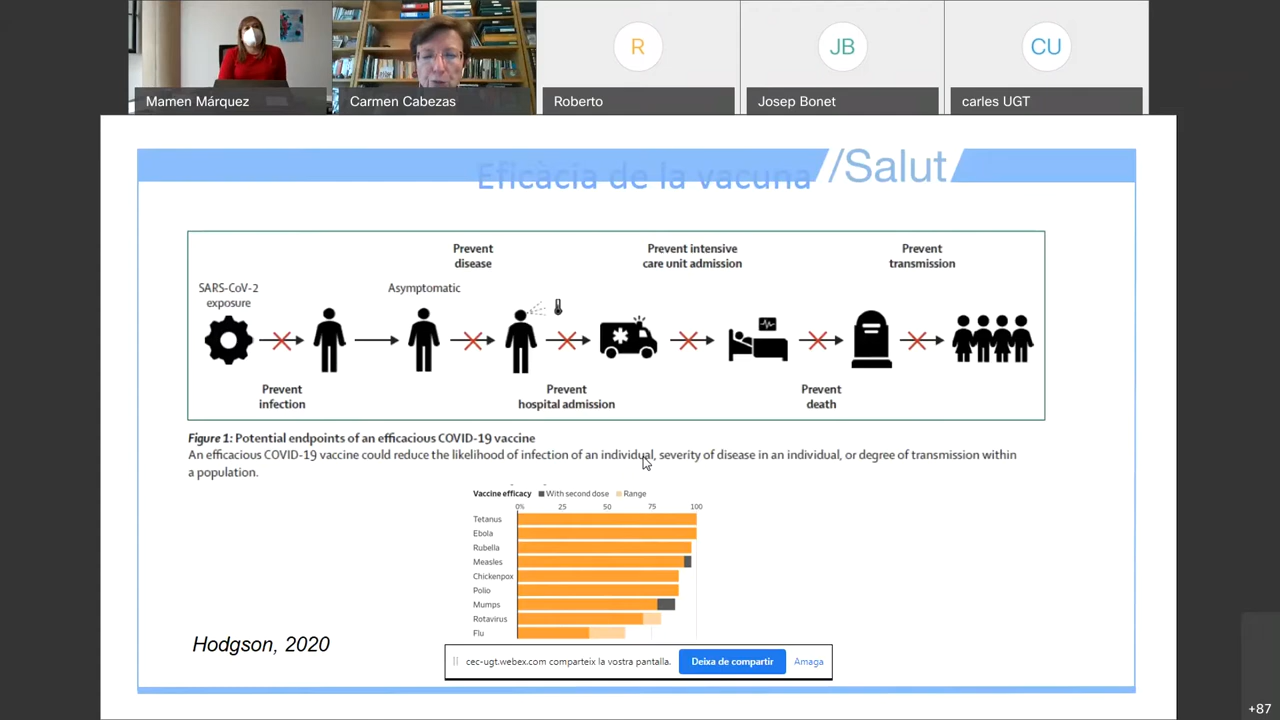 Mamen Márquez
Carmen Cabezas
R
Roberto
JB
Josep Bonet
CU
carles UGT
Eficàcia de la vacuna
//Salut
Prevent
disease
Prevent intensive
care unit admission
Prevent
transmission
SARS-CoV-2
exposure
Asymptomatic
Prevent
infection
Prevent
hospital admission
Prevent
death
Figure 1: Potential endpoints of an efficacious COVID-19 vaccine
An efficacious COVID-19 vaccine could reduce the likelihood of infection of an individual, severity of disease in an individual, or degree of transmission within
a population.
Vaccine efficacy With second dose Range
0% 25 50 75 100
Tetanus
Ebola
Rubella
Measles
Chickenpox
Polio
Mumps
Rotavirus
Flu
Hodgson, 2020
cec-ugt.webex.com comparteix la vostra pantalla. Deixa de compartir Amaga
+87